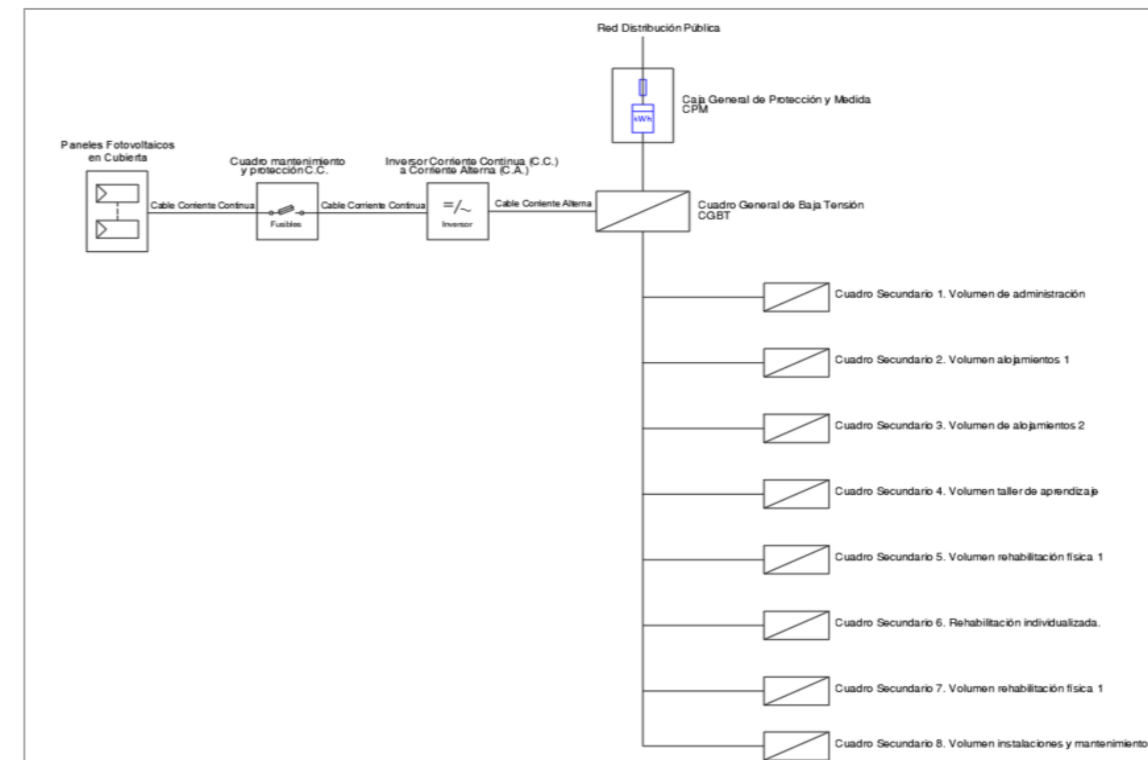 Red Distribución Pública
Caja General de Protección y Medida
CPM
kWh
Paneles Fotovoltaicos
en Cubierta
Cuadro mantenimiento
y protección C.C.
Inversor Corriente Continua (C.C.)
a Corriente Alterna (C.A.)
Cable Corriente Continua
Fusibles
Cable Corriente Continua
=/~
Inversor
Cable Corriente Alterna
Cuadro General de Baja Tensión
CGBT
Cuadro Secundario 1. Volumen de administración
Cuadro Secundario 2. Volumen alojamientos 1
Cuadro Secundario 3. Volumen de alojamientos 2
Cuadro Secundario 4. Volumen taller de aprendizaje
Cuadro Secundario 5. Volumen rehabilitación física 1
Cuadro Secundario 6. Rehabilitación individualizada.
Cuadro Secundario 7. Volumen rehabilitación física 1
Cuadro Secundario 8. Volumen instalaciones y mantenimiento